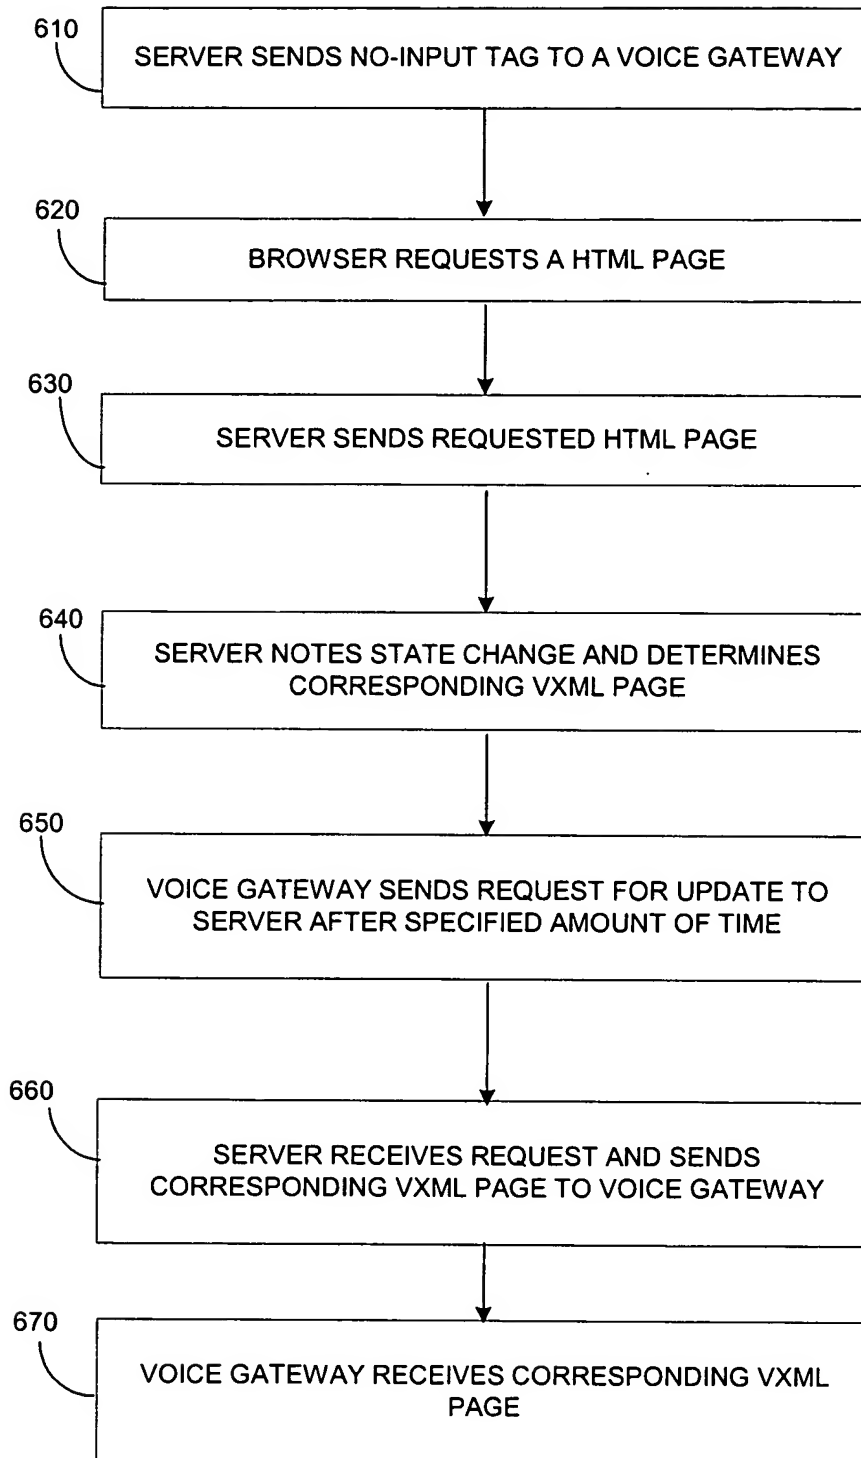 610
SERVER SENDS NO-INPUT TAG TO A VOICE GATEWAY
620
BROWSER REQUESTS A HTML PAGE
630
SERVER SENDS REQUESTED HTML PAGE
640
SERVER NOTES STATE CHANGE AND DETERMINES
CORRESPONDING VXML PAGE
650
VOICE GATEWAY SENDS REQUEST FOR UPDATE TO
SERVER AFTER SPECIFIED AMOUNT OF TIME
660
SERVER RECEIVES REQUEST AND SENDS
CORRESPONDING VXML PAGE TO VOICE GATEWAY
670
VOICE GATEWAY RECEIVES CORRESPONDING VXML
PAGE